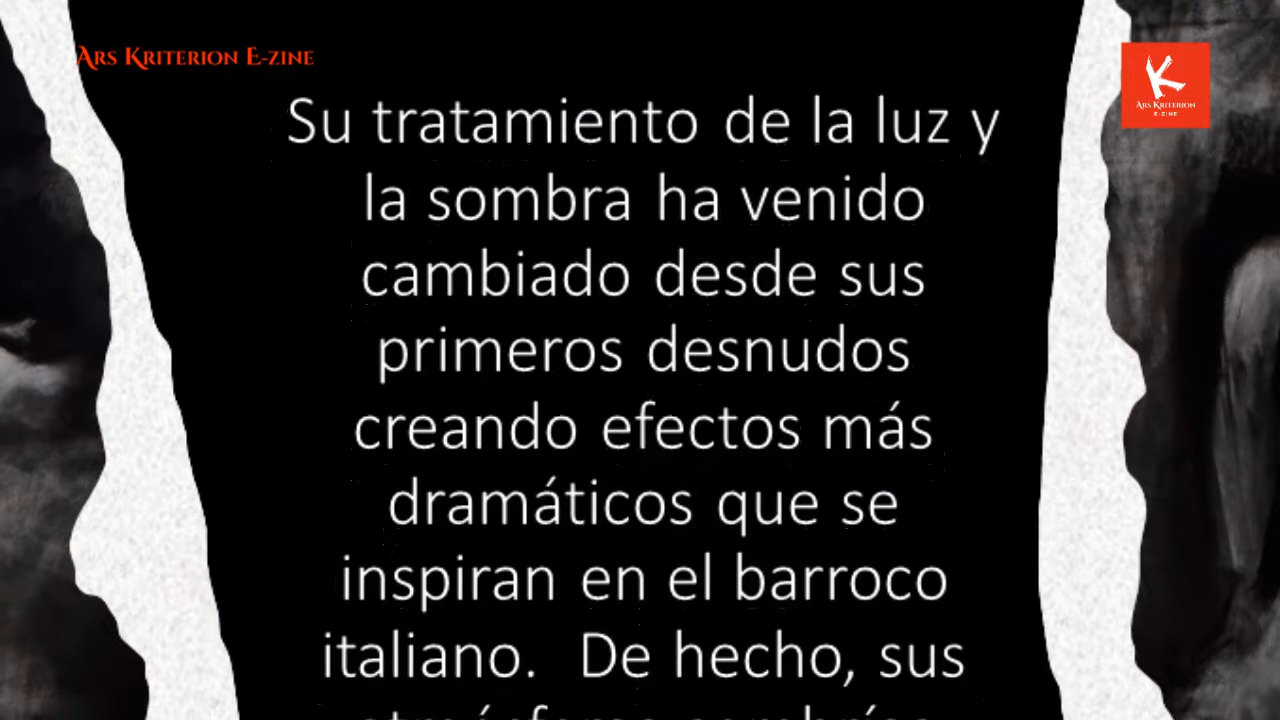 Ars Kriterion E-zine
K
Ars Kriterion
E-ZINE
Su tratamiento de la luz y
la sombra ha venido
cambiado desde sus
primeros desnudos
creando efectos más
dramáticos que se
inspiran en el barroco
italiano. De hecho, sus